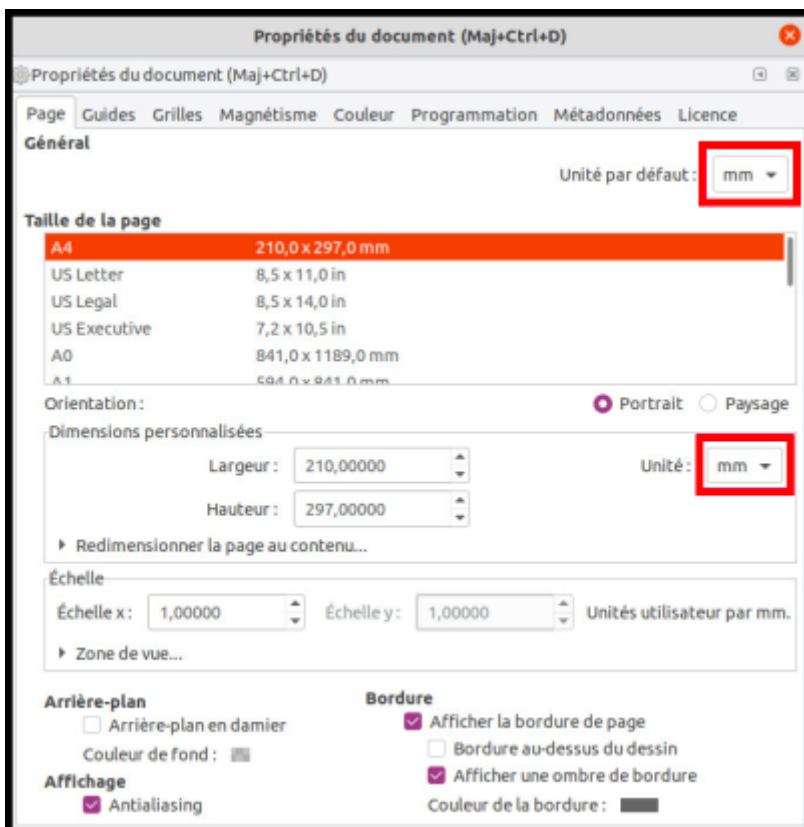 Propriétés du document (Maj+Ctrl+D)
Propriétés du document (Maj+Ctrl+D)
Page Guides Grilles Magnétisme Couleur Programmation Métadonnées Licence
Général
Unité par défaut : mm
Taille de la page
A4 210,0 x 297,0 mm
US Letter 8,5 x 11,0 in
US Legal 8,5 x 14,0 in
US Executive 7,2 x 10,5 in
A0 841,0 x 1189,0 mm
A1 594,0 x 841,0 mm
Orientation : Portrait Paysage
Dimensions personnalisées
Largeur : 210,00000 Unité : mm
Hauteur : 297,00000
Redimensionner la page au contenu...
Échelle
Échelle x : 1,00000 Échelle y : 1,00000 Unités utilisateur par mm.
Zone de vue...
Arrière-plan Bordure
Arrière-plan en damier Afficher la bordure de page
Couleur de fond : Bordure au-dessus du dessin
Affichage Afficher une ombre de bordure
Antialiasing Couleur de la bordure :